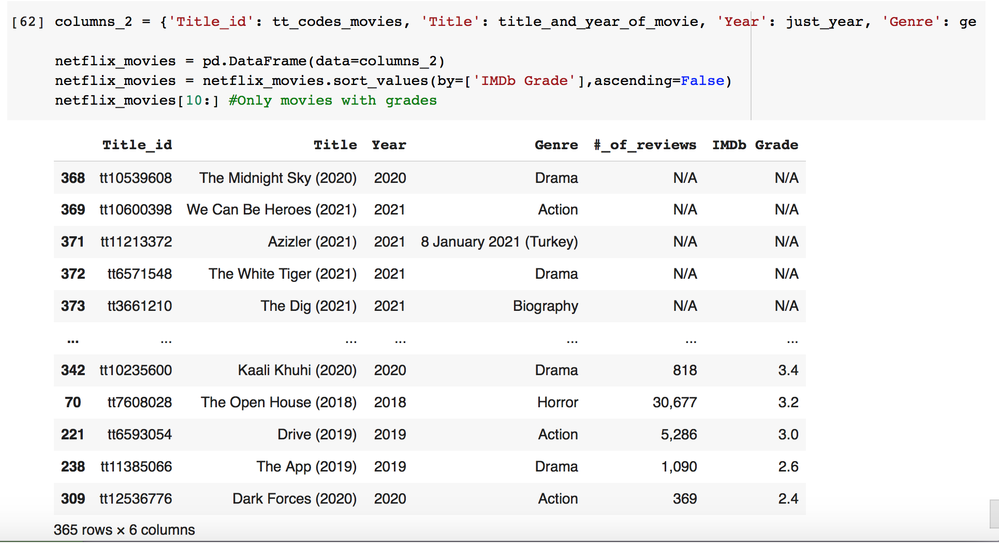 [62] columns_2 = {'Title_id': tt_codes_movies, 'Title': title_and_year_of_movie, 'Year': just_year, 'Genre': ge
netflix_movies = pd.DataFrame(data=columns_2)
netflix_movies = netflix_movies.sort_values(by=['IMDb Grade'],ascending=False)
netflix_movies[10:] #Only movies with grades
Title_id Title Year Genre #_of_reviews IMDb Grade
368 tt10539608 The Midnight Sky (2020) 2020 Drama N/A N/A
369 tt10600398 We Can Be Heroes (2021) 2021 Action N/A N/A
371 tt11213372 Azizler (2021) 2021 8 January 2021 (Turkey) N/A N/A
372 tt6571548 The White Tiger (2021) 2021 Drama N/A N/A
373 tt3661210 The Dig (2021) 2021 Biography N/A N/A
... ... ... ... ... ... ...
342 tt10235600 Kaali Khuhi (2020) 2020 Drama 818 3.4
70 tt7608028 The Open House (2018) 2018 Horror 30,677 3.2
221 tt6593054 Drive (2019) 2019 Action 5,286 3.0
238 tt11385066 The App (2019) 2019 Drama 1,090 2.6
309 tt12536776 Dark Forces (2020) 2020 Action 369 2.4
365 rows × 6 columns